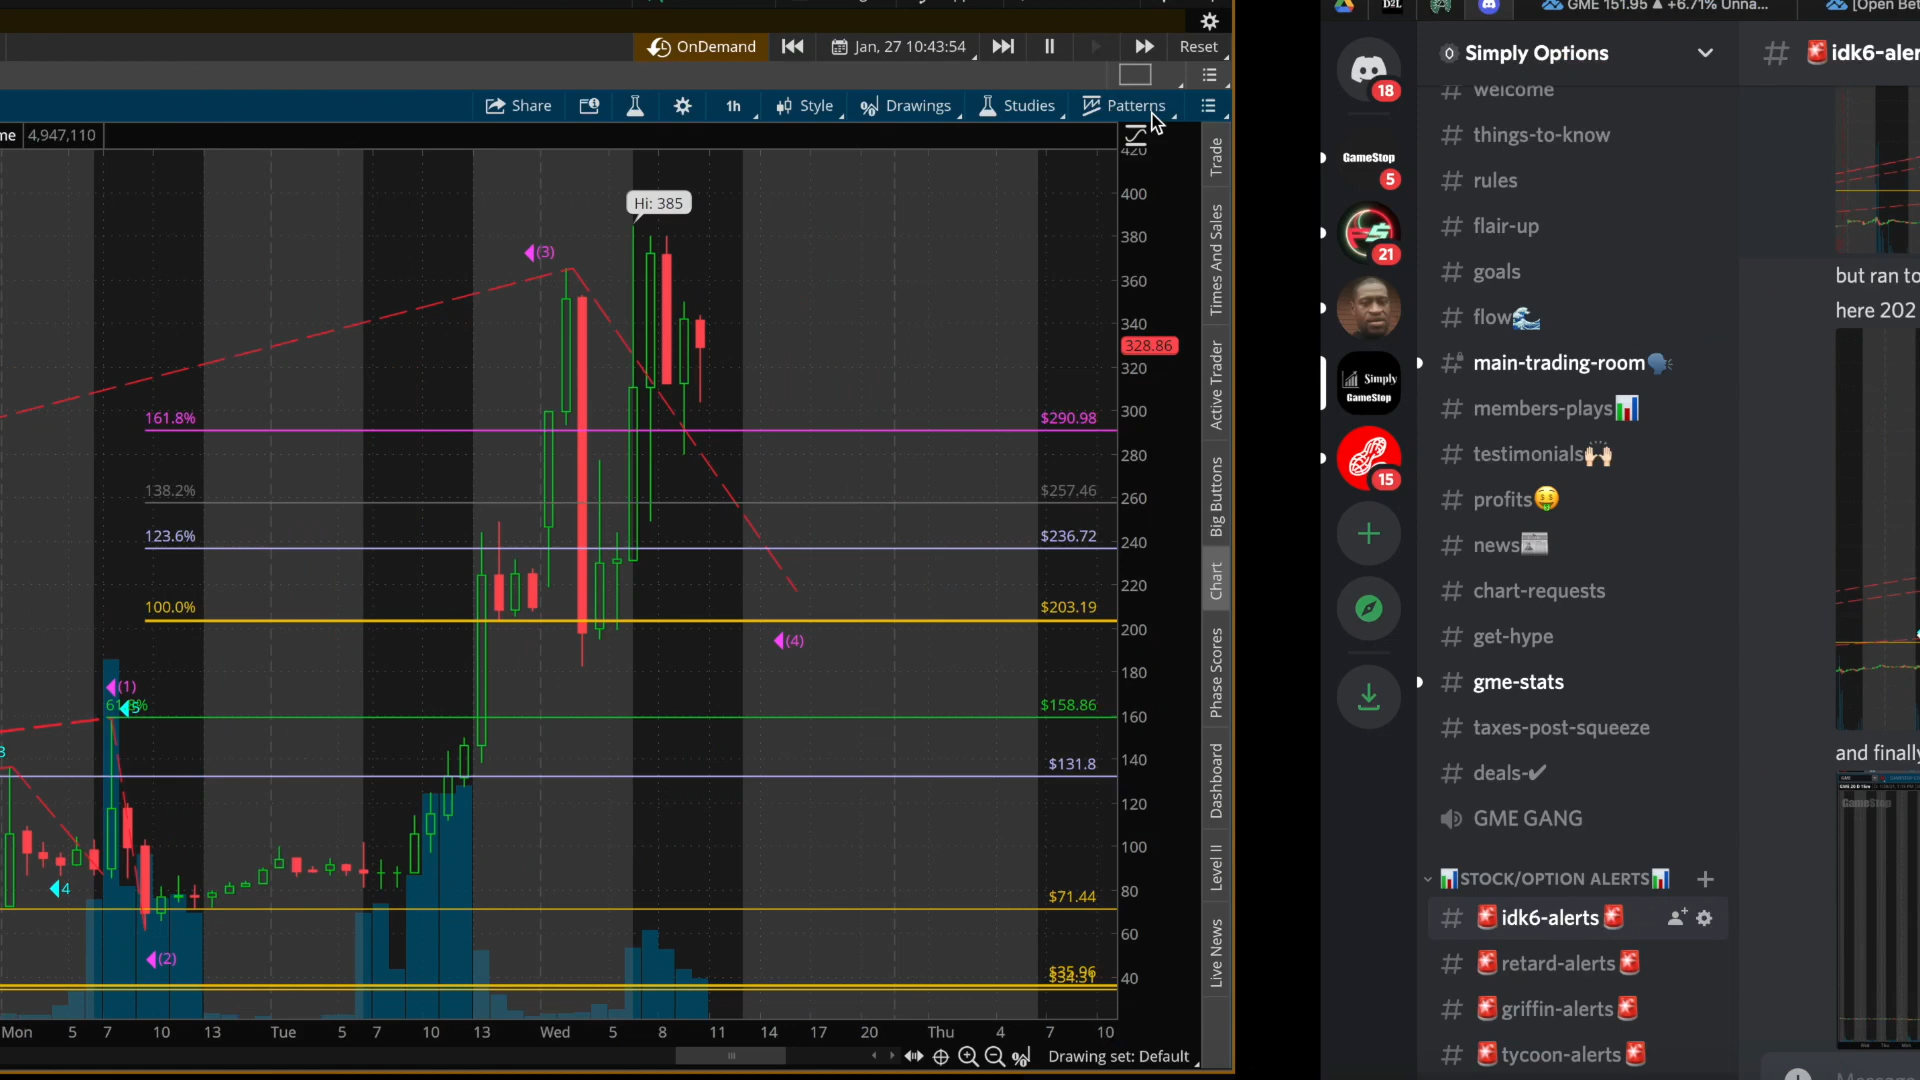 GME 151.95 ▲ +6.71% Unna...
[Open Bet
D2L
OnDemand
Jan, 27 10:43:54
Reset
Share
1h
Style
Drawings
Studies
Patterns
me 4,947,110
Hi: 385
(3)
161.8%
$290.98
138.2%
$257.46
123.6%
$236.72
100.0%
$203.19
(4)
(1)
5
$158.86
3
$131.8
4
$71.44
(2)
$35.96
$34.51
420
400
380
360
340
328.86
320
300
280
260
240
220
200
180
160
140
120
100
80
60
40
Mon 5 7 10 13 Tue 5 7 10 13 Wed 5 8 11 14 17 20 Thu 4 7 10
Drawing set: Default
Trade
Times And Sales
Active Trader
Big Buttons
Chart
Phase Scores
Dashboard
Level II
Live News
18
GameStop
5
21
Simply
GameStop
15
Simply Options
# welcome
# things-to-know
# rules
# flair-up
# goals
# flow🌊
# main-trading-room🗣
# members-plays📊
# testimonials🙌🏻
# profits🤑
# news📰
# chart-requests
# get-hype
# gme-stats
# taxes-post-squeeze
# deals-✔
GME GANG
📊STOCK/OPTION ALERTS📊 +
# 🚨idk6-alerts🚨
# 🚨retard-alerts🚨
# 🚨griffin-alerts🚨
# 🚨tycoon-alerts🚨
# 🚨idk6-aler
but ran to
here 202
and finally
GameStop
Message